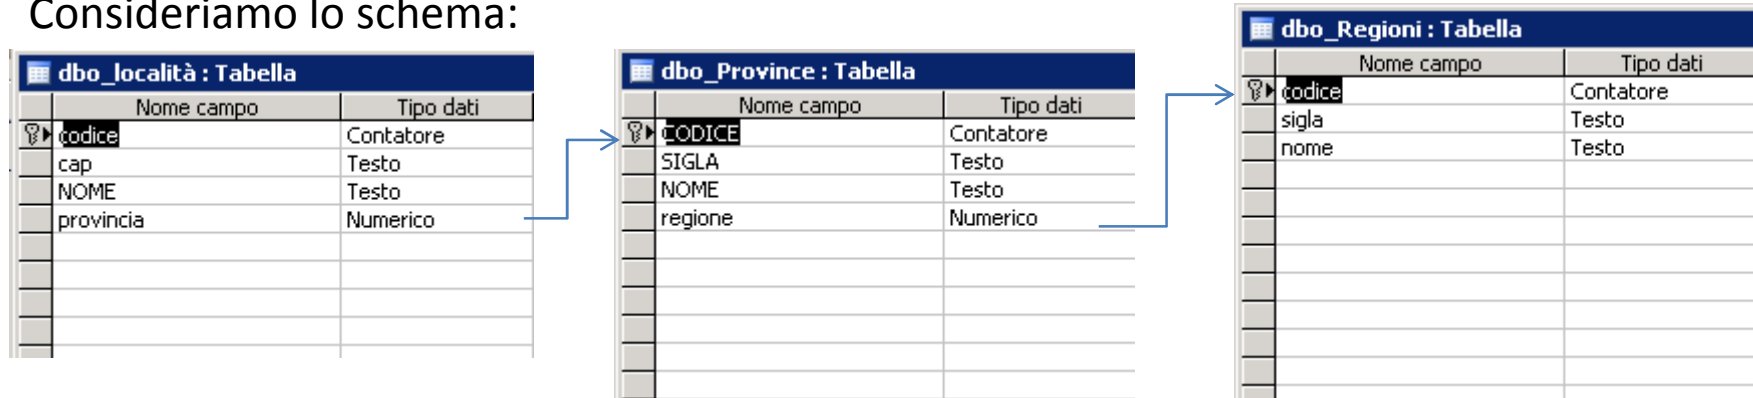 Consideriamo lo schema:
dbo_località : Tabella
Nome campo Tipo dati
codice Contatore
cap Testo
NOME Testo
provincia Numerico
dbo_Province : Tabella
Nome campo Tipo dati
CODICE Contatore
SIGLA Testo
NOME Testo
regione Numerico
dbo_Regioni : Tabella
Nome campo Tipo dati
codice Contatore
sigla Testo
nome Testo